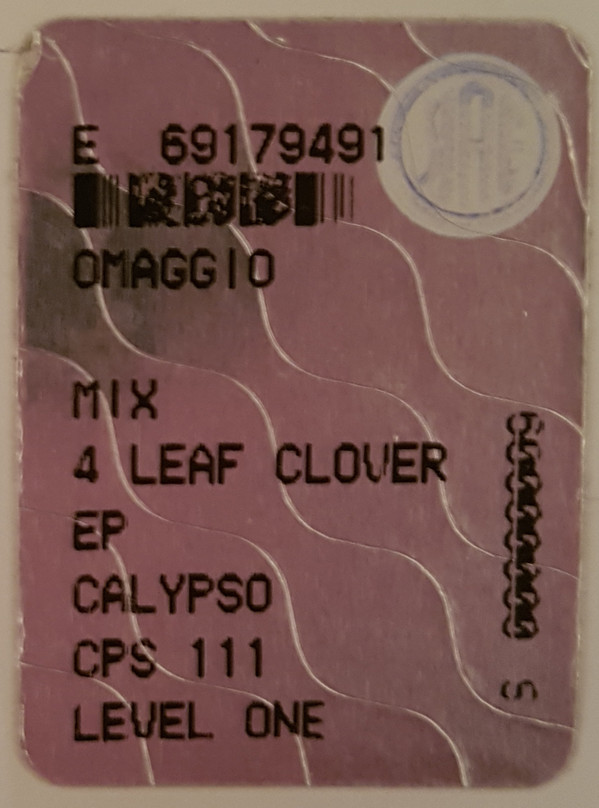 E 69179491
OMAGGIO
MIX
4 LEAF CLOVER
EP
CALYPSO
CPS 111
LEVEL ONE